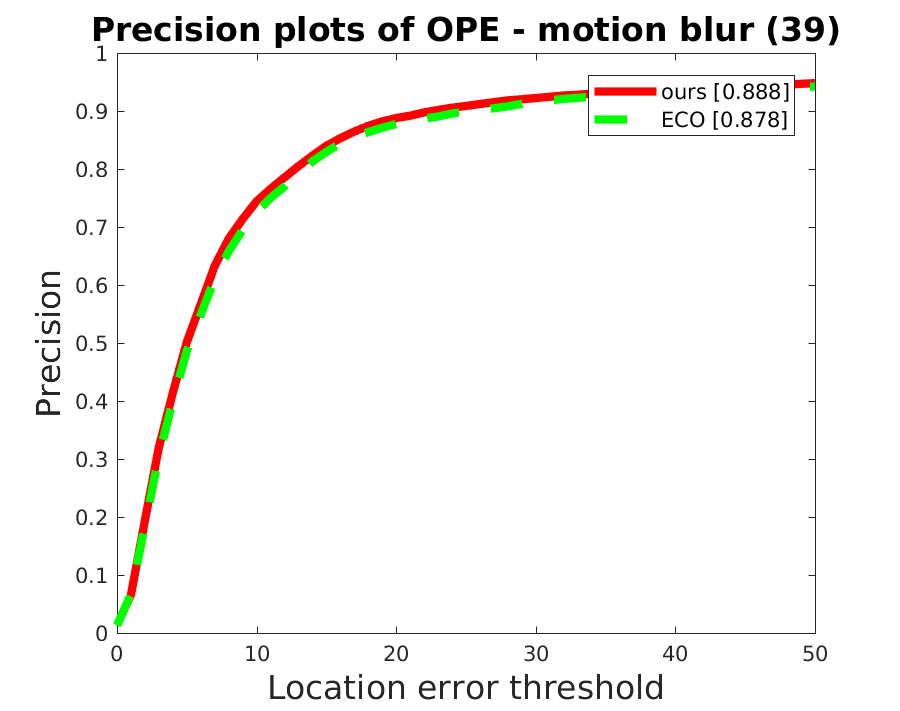 Precision plots of OPE - motion blur (39)
1
0.9
0.8
0.7
0.6
0.5
0.4
0.3
0.2
0.1
0
Precision
ours [0.888]
ECO [0.878]
0 10 20 30 40 50
Location error threshold